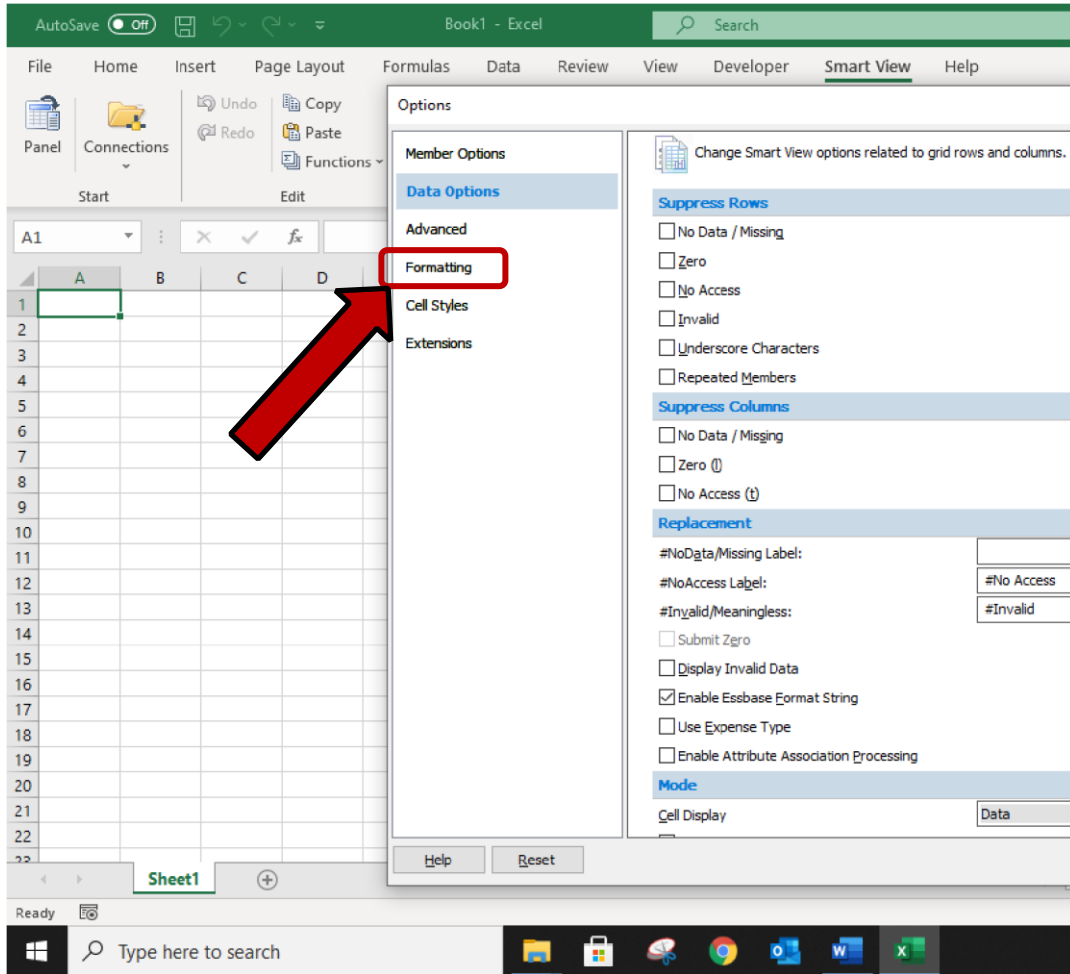 AutoSave Off Book1 - Excel Search
File Home Insert Page Layout Formulas Data Review View Developer Smart View Help
Panel
Connections
Start
Undo
Redo
Copy
Paste
Functions
Edit
A1
fx
A B C D
1
2
3
4
5
6
7
8
9
10
11
12
13
14
15
16
17
18
19
20
21
22
23
Options
Member Options
Data Options
Advanced
Formatting
Cell Styles
Extensions
Change Smart View options related to grid rows and columns.
Suppress Rows
No Data / Missing
Zero
No Access
Invalid
Underscore Characters
Repeated Members
Suppress Columns
No Data / Missing
Zero (l)
No Access (t)
Replacement
#NoData/Missing Label:
#NoAccess Label: #No Access
#Invalid/Meaningless: #Invalid
Submit Zero
Display Invalid Data
Enable Essbase Format String
Use Expense Type
Enable Attribute Association Processing
Mode
Cell Display Data
Help Reset
Sheet1
Ready
Type here to search